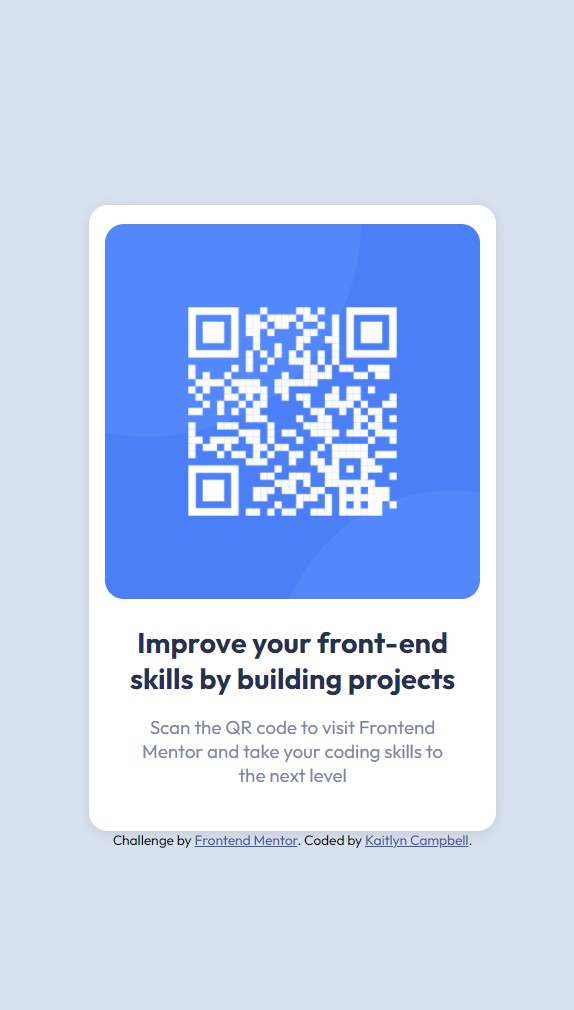 Improve your front-end
skills by building projects
Scan the QR code to visit Frontend
Mentor and take your coding skills to
the next level
Challenge by Frontend Mentor. Coded by Kaitlyn Campbell.